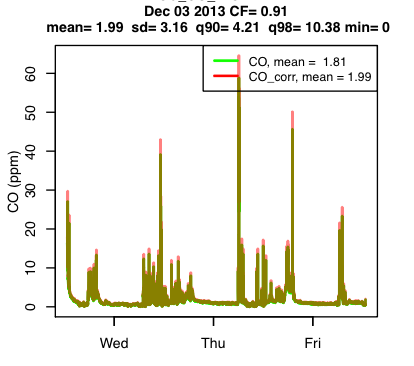 Dec 03 2013 CF= 0.91
mean= 1.99 sd= 3.16 q90= 4.21 q98= 10.38 min= 0
CO, mean = 1.81
CO_corr, mean = 1.99
CO (ppm)
60
50
40
30
20
10
0
Wed Thu Fri